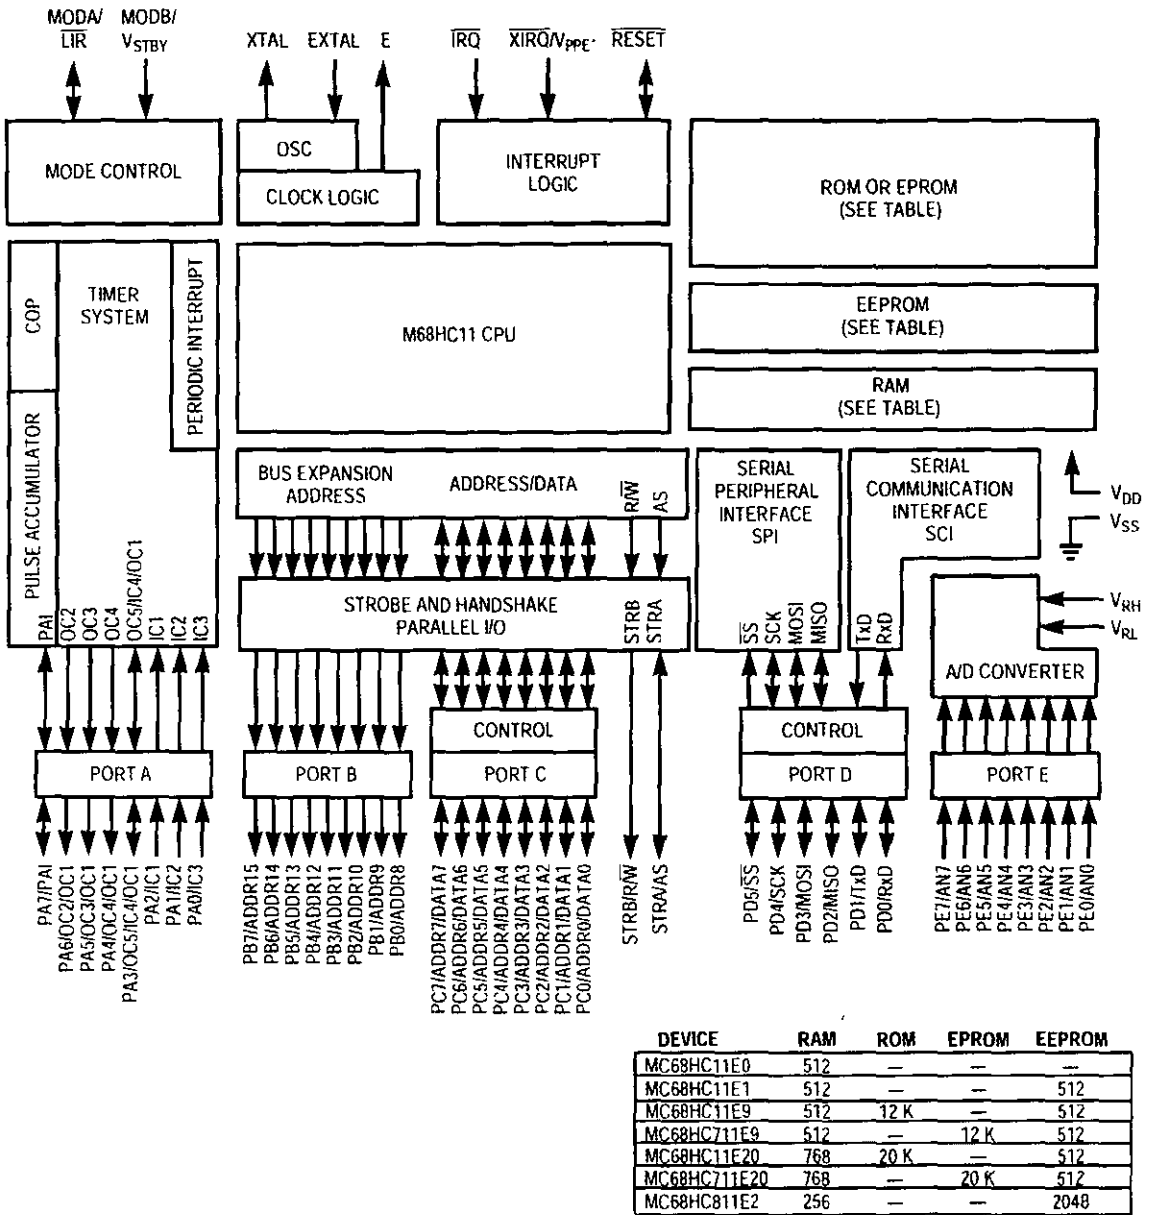 MODA/ MODB/
LIR VSTBY XTAL EXTAL E IRQ XIRQ/VPPE* RESET
MODE CONTROL
OSC
CLOCK LOGIC
INTERRUPT
LOGIC
ROM OR EPROM
(SEE TABLE)
COP
TIMER
SYSTEM
PERIODIC INTERRUPT
M68HC11 CPU
EEPROM
(SEE TABLE)
RAM
(SEE TABLE)
PULSE ACCUMULATOR
BUS EXPANSION
ADDRESS
ADDRESS/DATA
R/W
AS
SERIAL
PERIPHERAL
INTERFACE
SPI
SERIAL
COMMUNICATION
INTERFACE
SCI
VDD
VSS
PAI
OC2
OC3
OC4
OC5/IC4/OC1
IC1
IC2
IC3
STROBE AND HANDSHAKE
PARALLEL I/O
STRB
STRA
SS
SCK
MOSI
MISO
TxD
RxD
VRH
VRL
A/D CONVERTER
CONTROL
CONTROL
PORT A
PORT B
PORT C
PORT D
PORT E
PA7/PAI
PA6/OC2/OC1
PA5/OC3/OC1
PA4/OC4/OC1
PA3/OC5/IC4/OC1
PA2/IC1
PA1/IC2
PA0/IC3
PB7/ADDR15
PB6/ADDR14
PB5/ADDR13
PB4/ADDR12
PB3/ADDR11
PB2/ADDR10
PB1/ADDR9
PB0/ADDR8
PC7/ADDR7/DATA7
PC6/ADDR6/DATA6
PC5/ADDR5/DATA5
PC4/ADDR4/DATA4
PC3/ADDR3/DATA3
PC2/ADDR2/DATA2
PC1/ADDR1/DATA1
PC0/ADDR0/DATA0
STRB/R/W
STRA/AS
PD5/SS
PD4/SCK
PD3/MOSI
PD2/MISO
PD1/TxD
PD0/RxD
PE7/AN7
PE6/AN6
PE5/AN5
PE4/AN4
PE3/AN3
PE2/AN2
PE1/AN1
PE0/AN0
DEVICE RAM ROM EPROM EEPROM
MC68HC11E0 512 — — —
MC68HC11E1 512 — — 512
MC68HC11E9 512 12 K — 512
MC68HC711E9 512 — 12 K 512
MC68HC11E20 768 20 K — 512
MC68HC711E20 768 — 20 K 512
MC68HC811E2 256 — — 2048